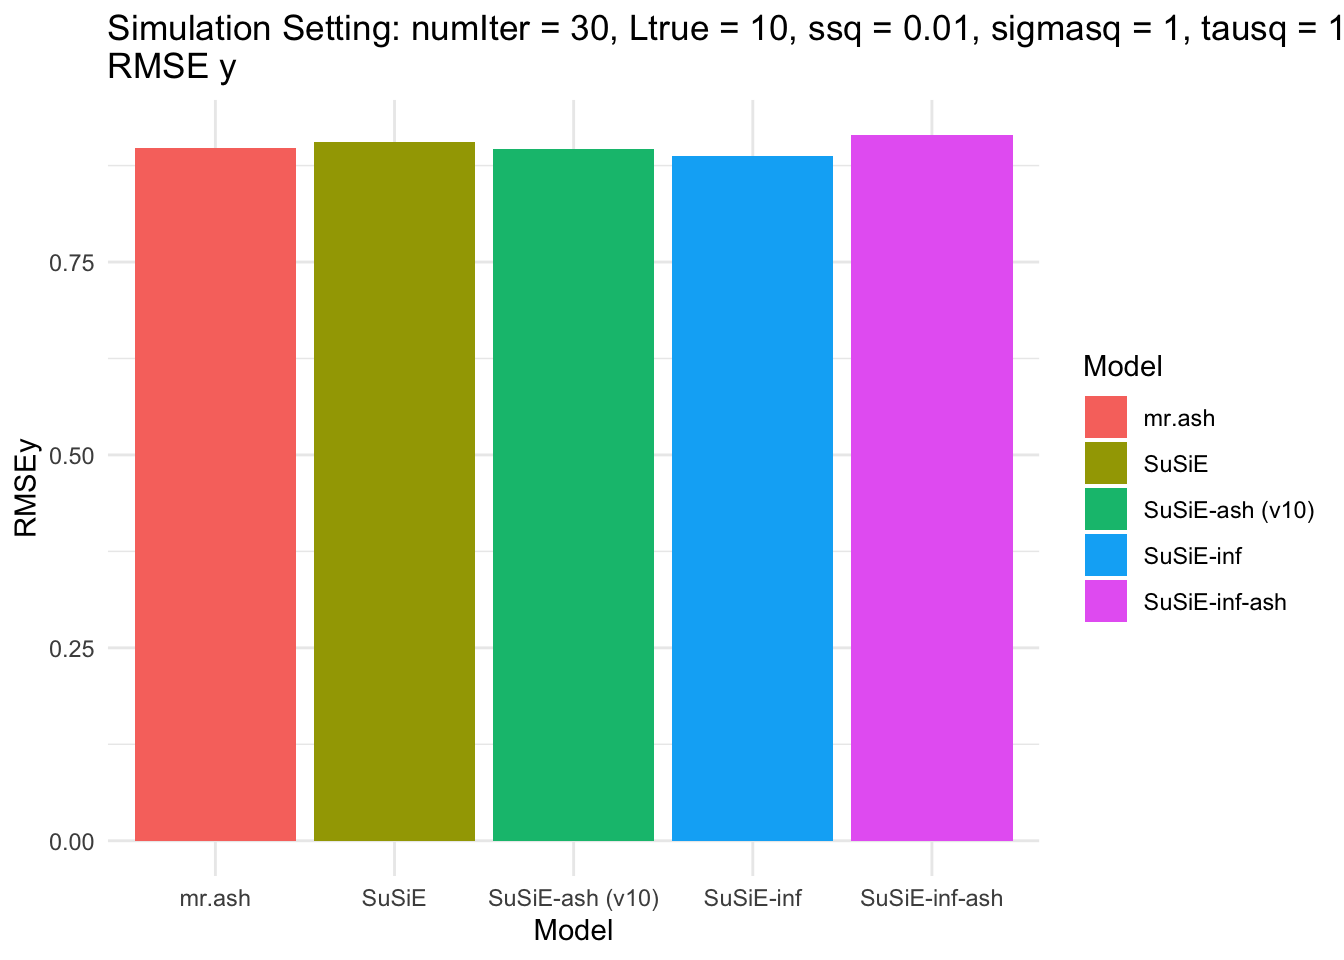 Simulation Setting: numIter = 30, Ltrue = 10, ssq = 0.01, sigmasq = 1, tausq = 1
RMSE y
RMSEy
0.75
0.50
0.25
0.00
mr.ash
SuSiE
SuSiE-ash (v10)
SuSiE-inf
SuSiE-inf-ash
Model
Model
mr.ash
SuSiE
SuSiE-ash (v10)
SuSiE-inf
SuSiE-inf-ash